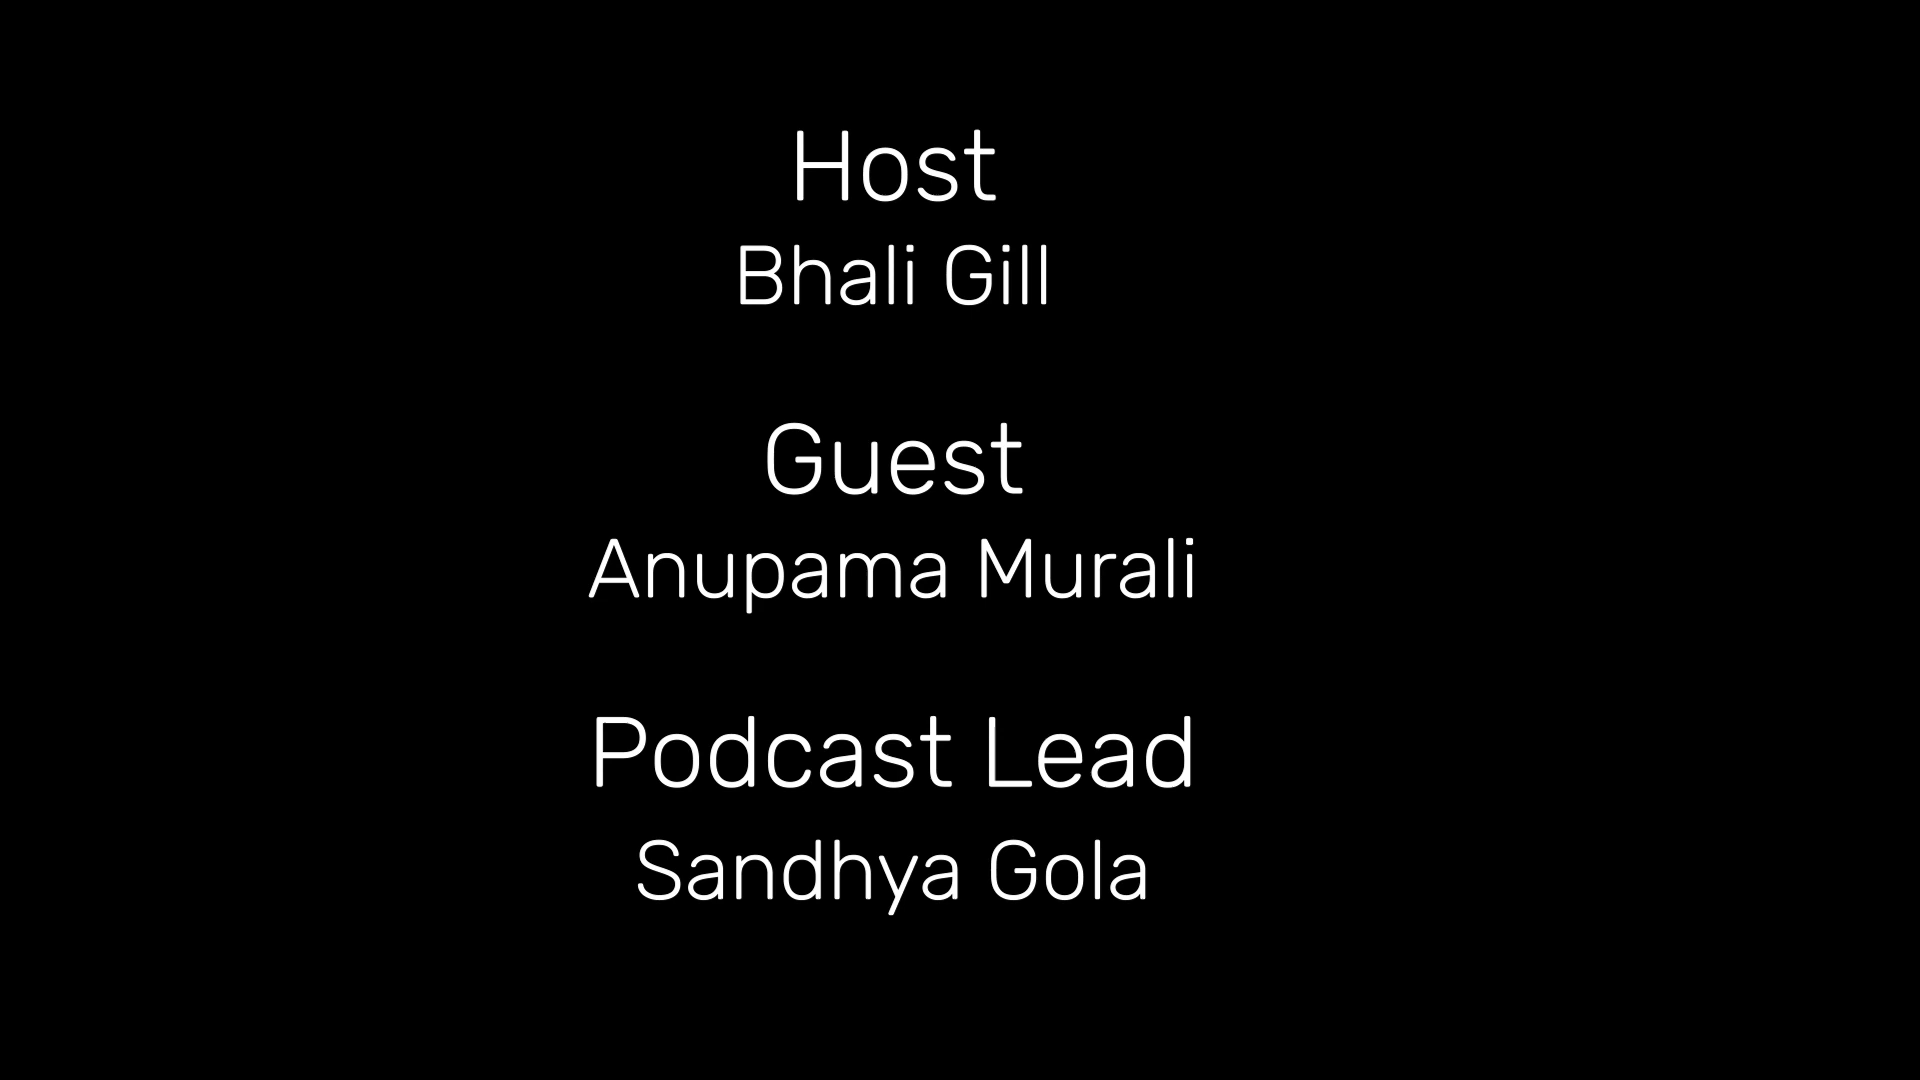 Host
Bhali Gill
Guest
Anupama Murali
Podcast Lead
Sandhya Gola